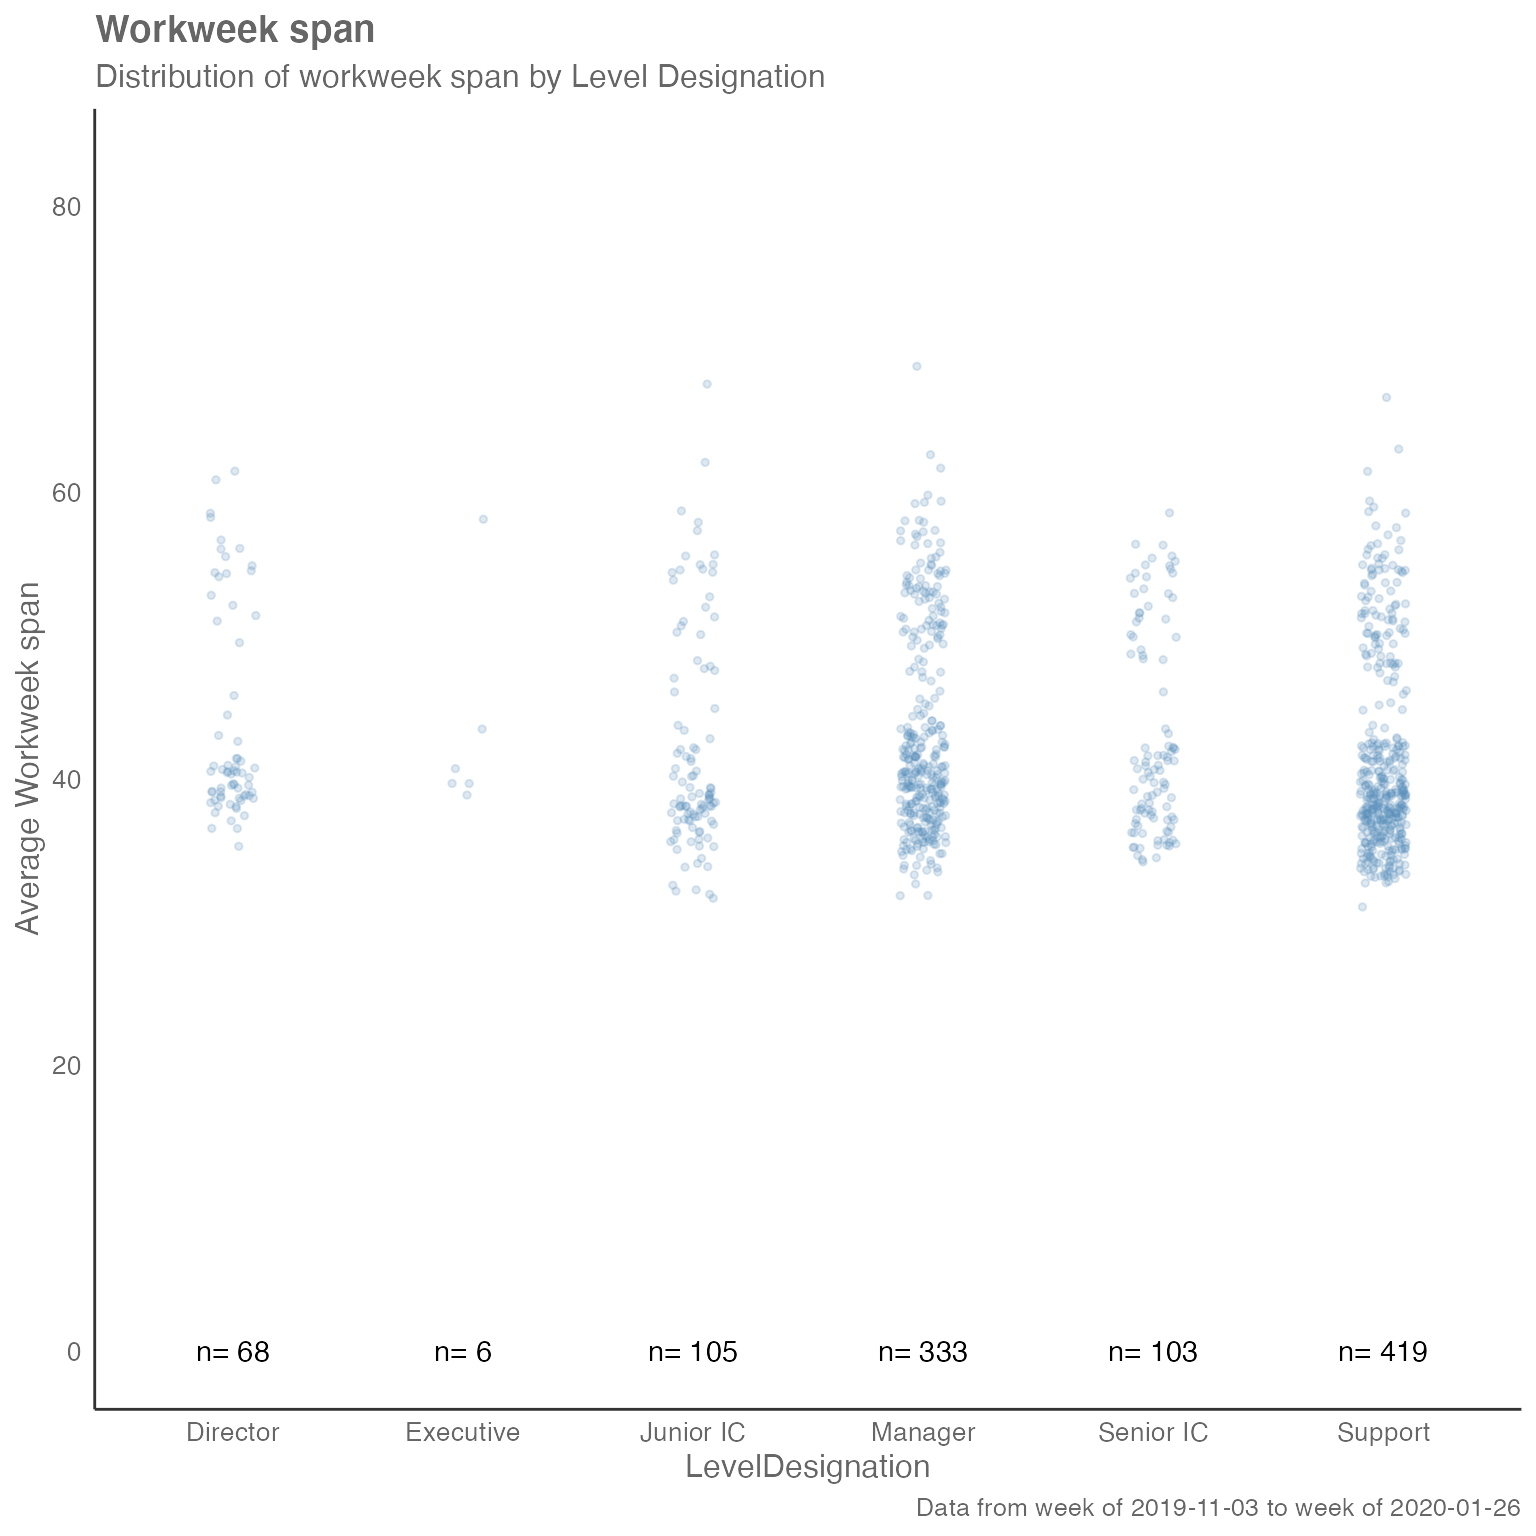 Workweek span
Distribution of workweek span by Level Designation
Average Workweek span
80
60
40
20
0
n= 68
n= 6
n= 105
n= 333
n= 103
n= 419
Director
Executive
Junior IC
Manager
Senior IC
Support
LevelDesignation
Data from week of 2019-11-03 to week of 2020-01-26